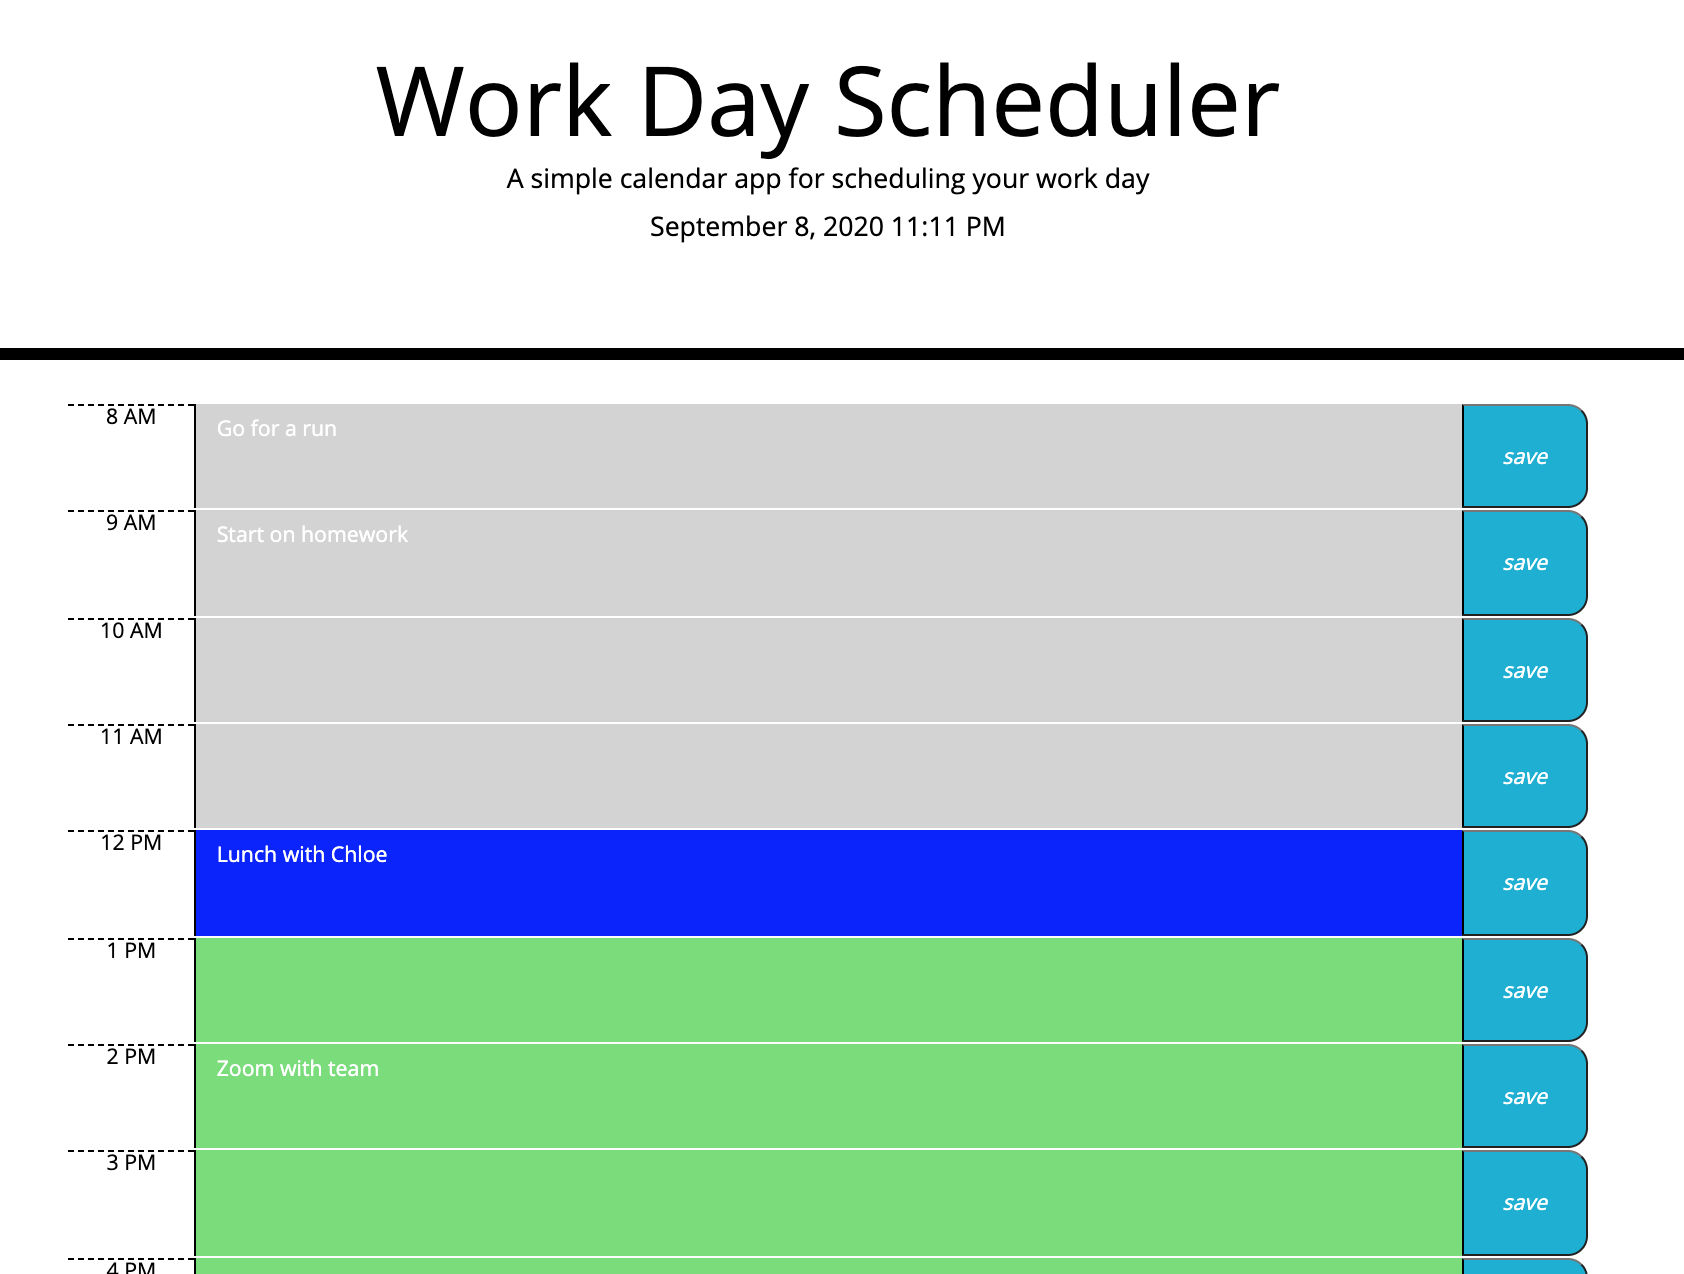 Work Day Scheduler
A simple calendar app for scheduling your work day
September 8, 2020 11:11 PM
8 AM
Go for a run
save
9 AM
Start on homework
save
10 AM
save
11 AM
save
12 PM
Lunch with Chloe
save
1 PM
save
2 PM
Zoom with team
save
3 PM
save
4 PM